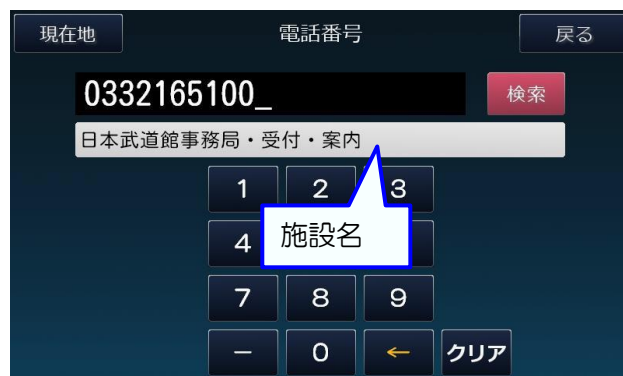 現在地 電話番号 戻る
0332165100_ 検索
日本武道館事務局・受付・案内
1 2 3
4 施設名
7 8 9
− 0 ← クリア